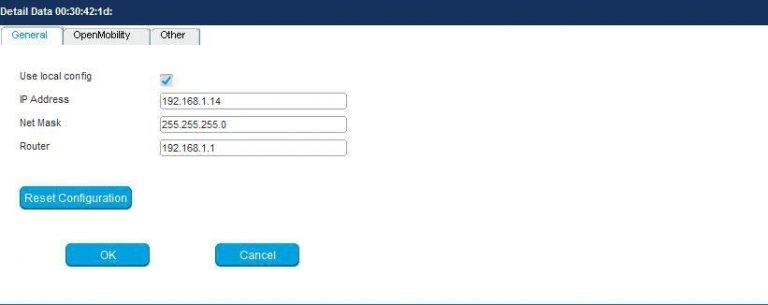 Detail Data 00:30:42:1d:
General OpenMobility Other
Use local config
IP Address 192.168.1.14
Net Mask 255.255.255.0
Router 192.168.1.1
Reset Configuration
OK Cancel